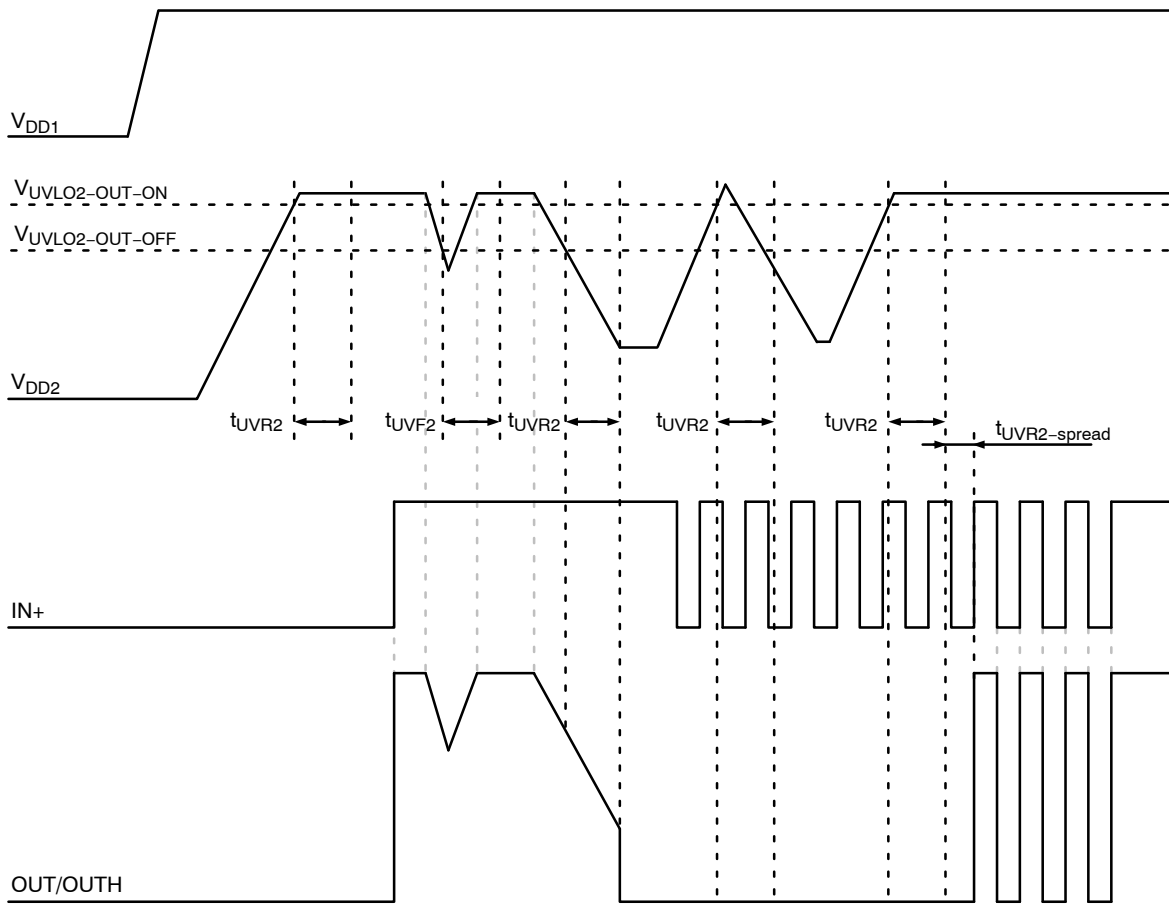 VDD1
VUVLO2–OUT–ON
VUVLO2–OUT–OFF
VDD2
tUVR2
tUVF2
tUVR2
tUVR2
tUVR2
tUVR2–spread
IN+
OUT/OUTH